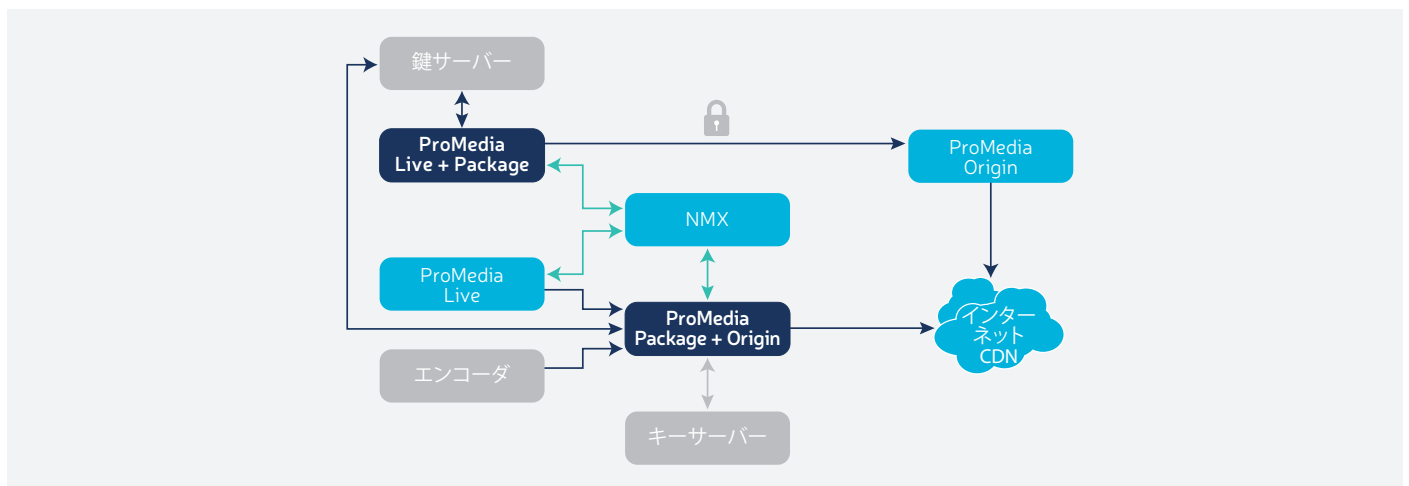 鍵サーバー
ProMedia
Live + Package
ProMedia
Origin
NMX
ProMedia
Live
ProMedia
Package + Origin
インター
ネット
CDN
エンコーダ
キーサーバー